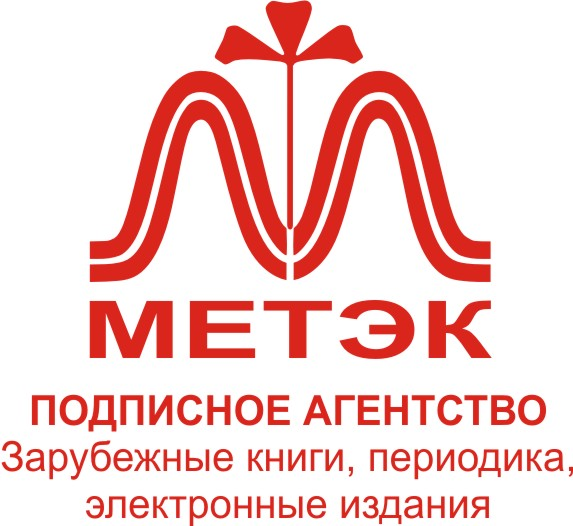 МЕТЭК
ПОДПИСНОЕ АГЕНТСТВО
Зарубежные книги, периодика,
электронные издания